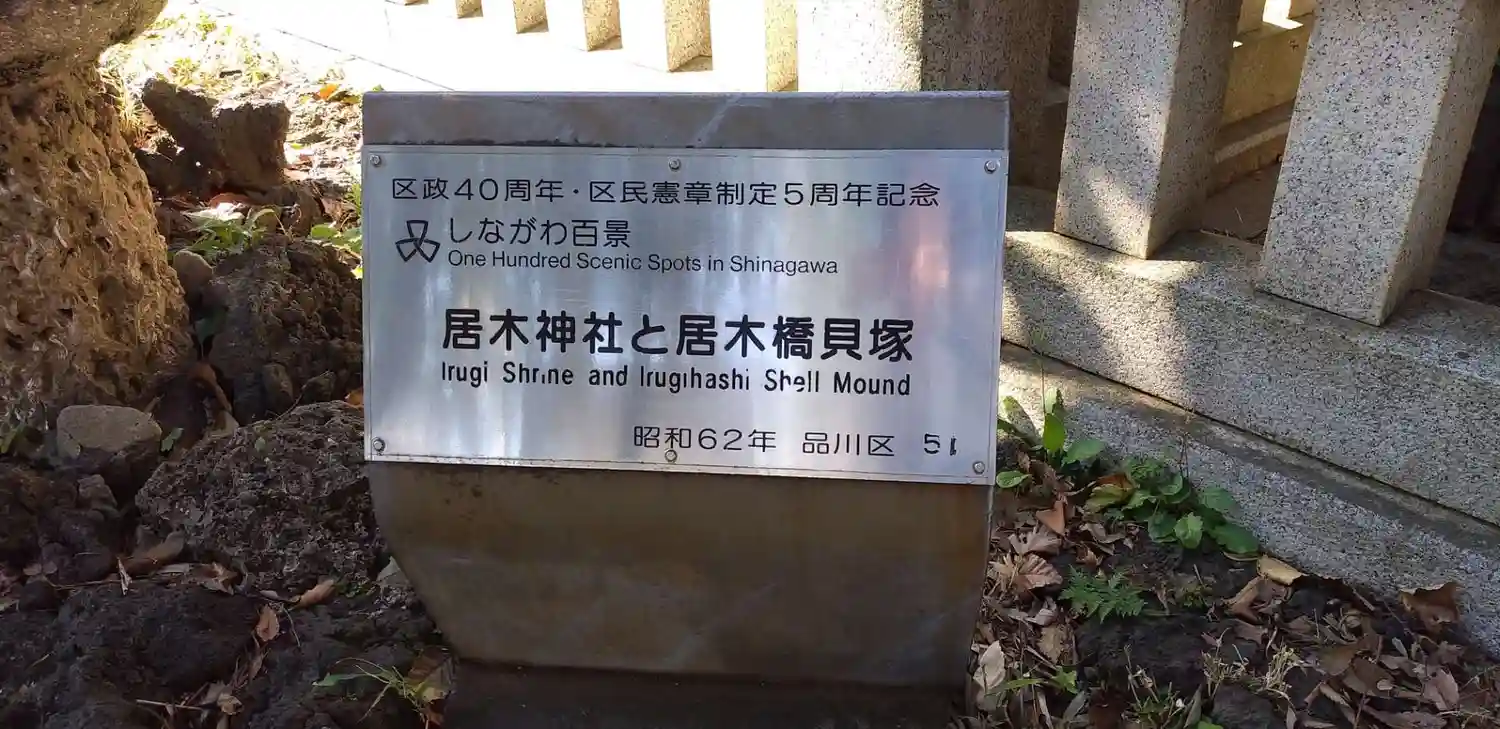 区政40周年・区民憲章制定5周年記念
しながわ百景
One Hundred Scenic Spots in Shinagawa
居木神社と居木橋貝塚
Irugi Shrine and Irugihashi Shell Mound
昭和62年 品川区